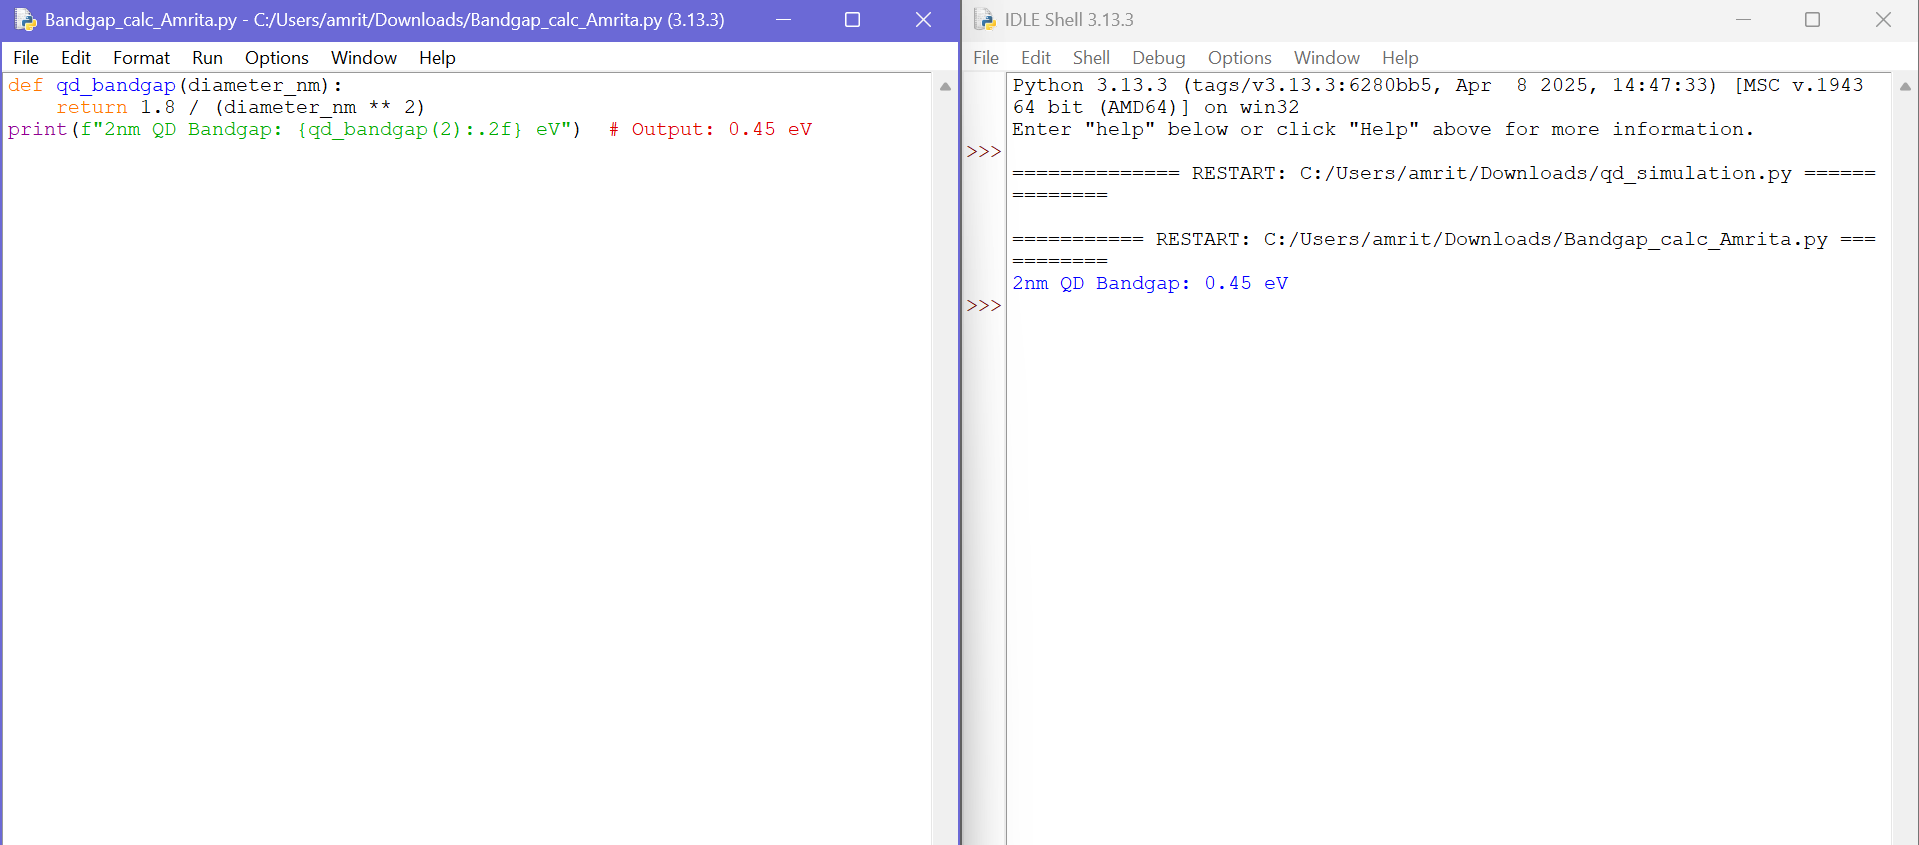 Bandgap_calc_Amrita.py - C:/Users/amrit/Downloads/Bandgap_calc_Amrita.py (3.13.3)
File Edit Format Run Options Window Help
def qd_bandgap(diameter_nm):
    return 1.8 / (diameter_nm ** 2)
print(f"2nm QD Bandgap: {qd_bandgap(2):.2f} eV")  # Output: 0.45 eV
IDLE Shell 3.13.3
File Edit Shell Debug Options Window Help
Python 3.13.3 (tags/v3.13.3:6280bb5, Apr  8 2025, 14:47:33) [MSC v.1943
64 bit (AMD64)] on win32
Enter "help" below or click "Help" above for more information.
>>>
============== RESTART: C:/Users/amrit/Downloads/qd_simulation.py ======
========
=========== RESTART: C:/Users/amrit/Downloads/Bandgap_calc_Amrita.py ===
========
2nm QD Bandgap: 0.45 eV
>>>